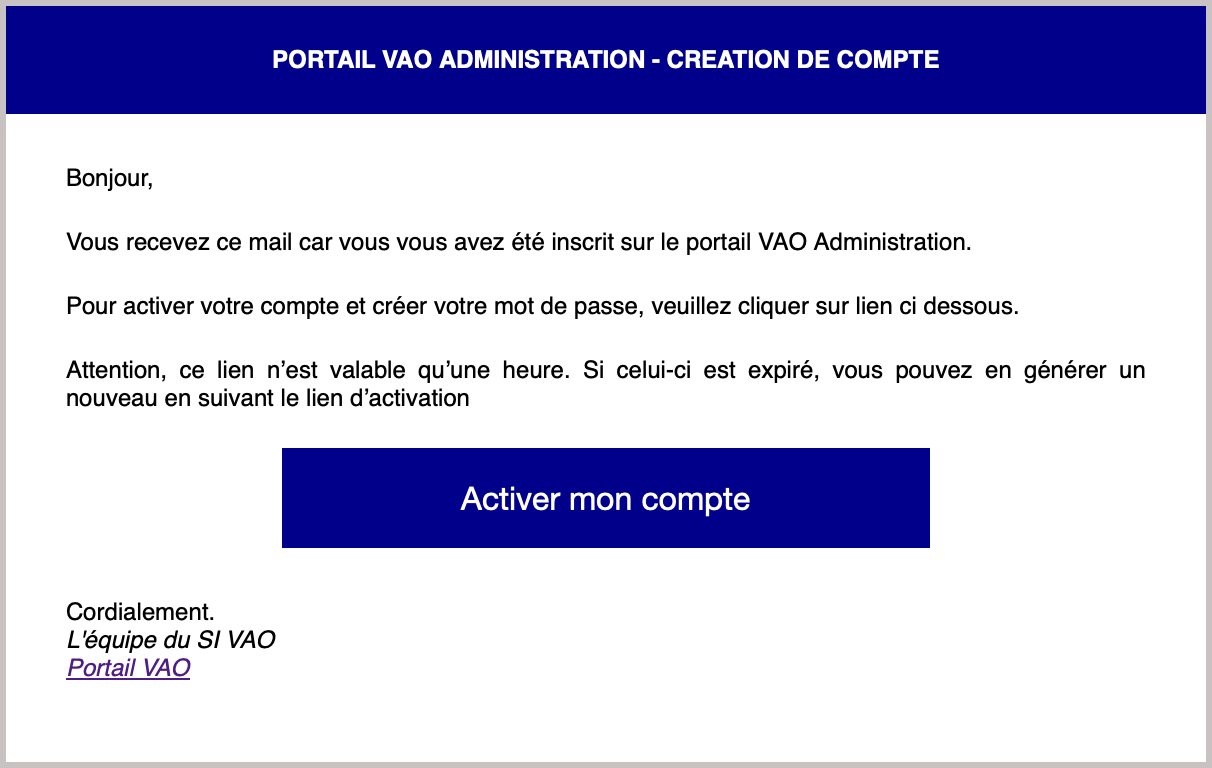 PORTAIL VAO ADMINISTRATION - CREATION DE COMPTE
Bonjour,
Vous recevez ce mail car vous vous avez été inscrit sur le portail VAO Administration.
Pour activer votre compte et créer votre mot de passe, veuillez cliquer sur lien ci dessous.
Attention, ce lien n’est valable qu’une heure. Si celui-ci est expiré, vous pouvez en générer un
nouveau en suivant le lien d’activation
Activer mon compte
Cordialement.
L'équipe du SI VAO
Portail VAO